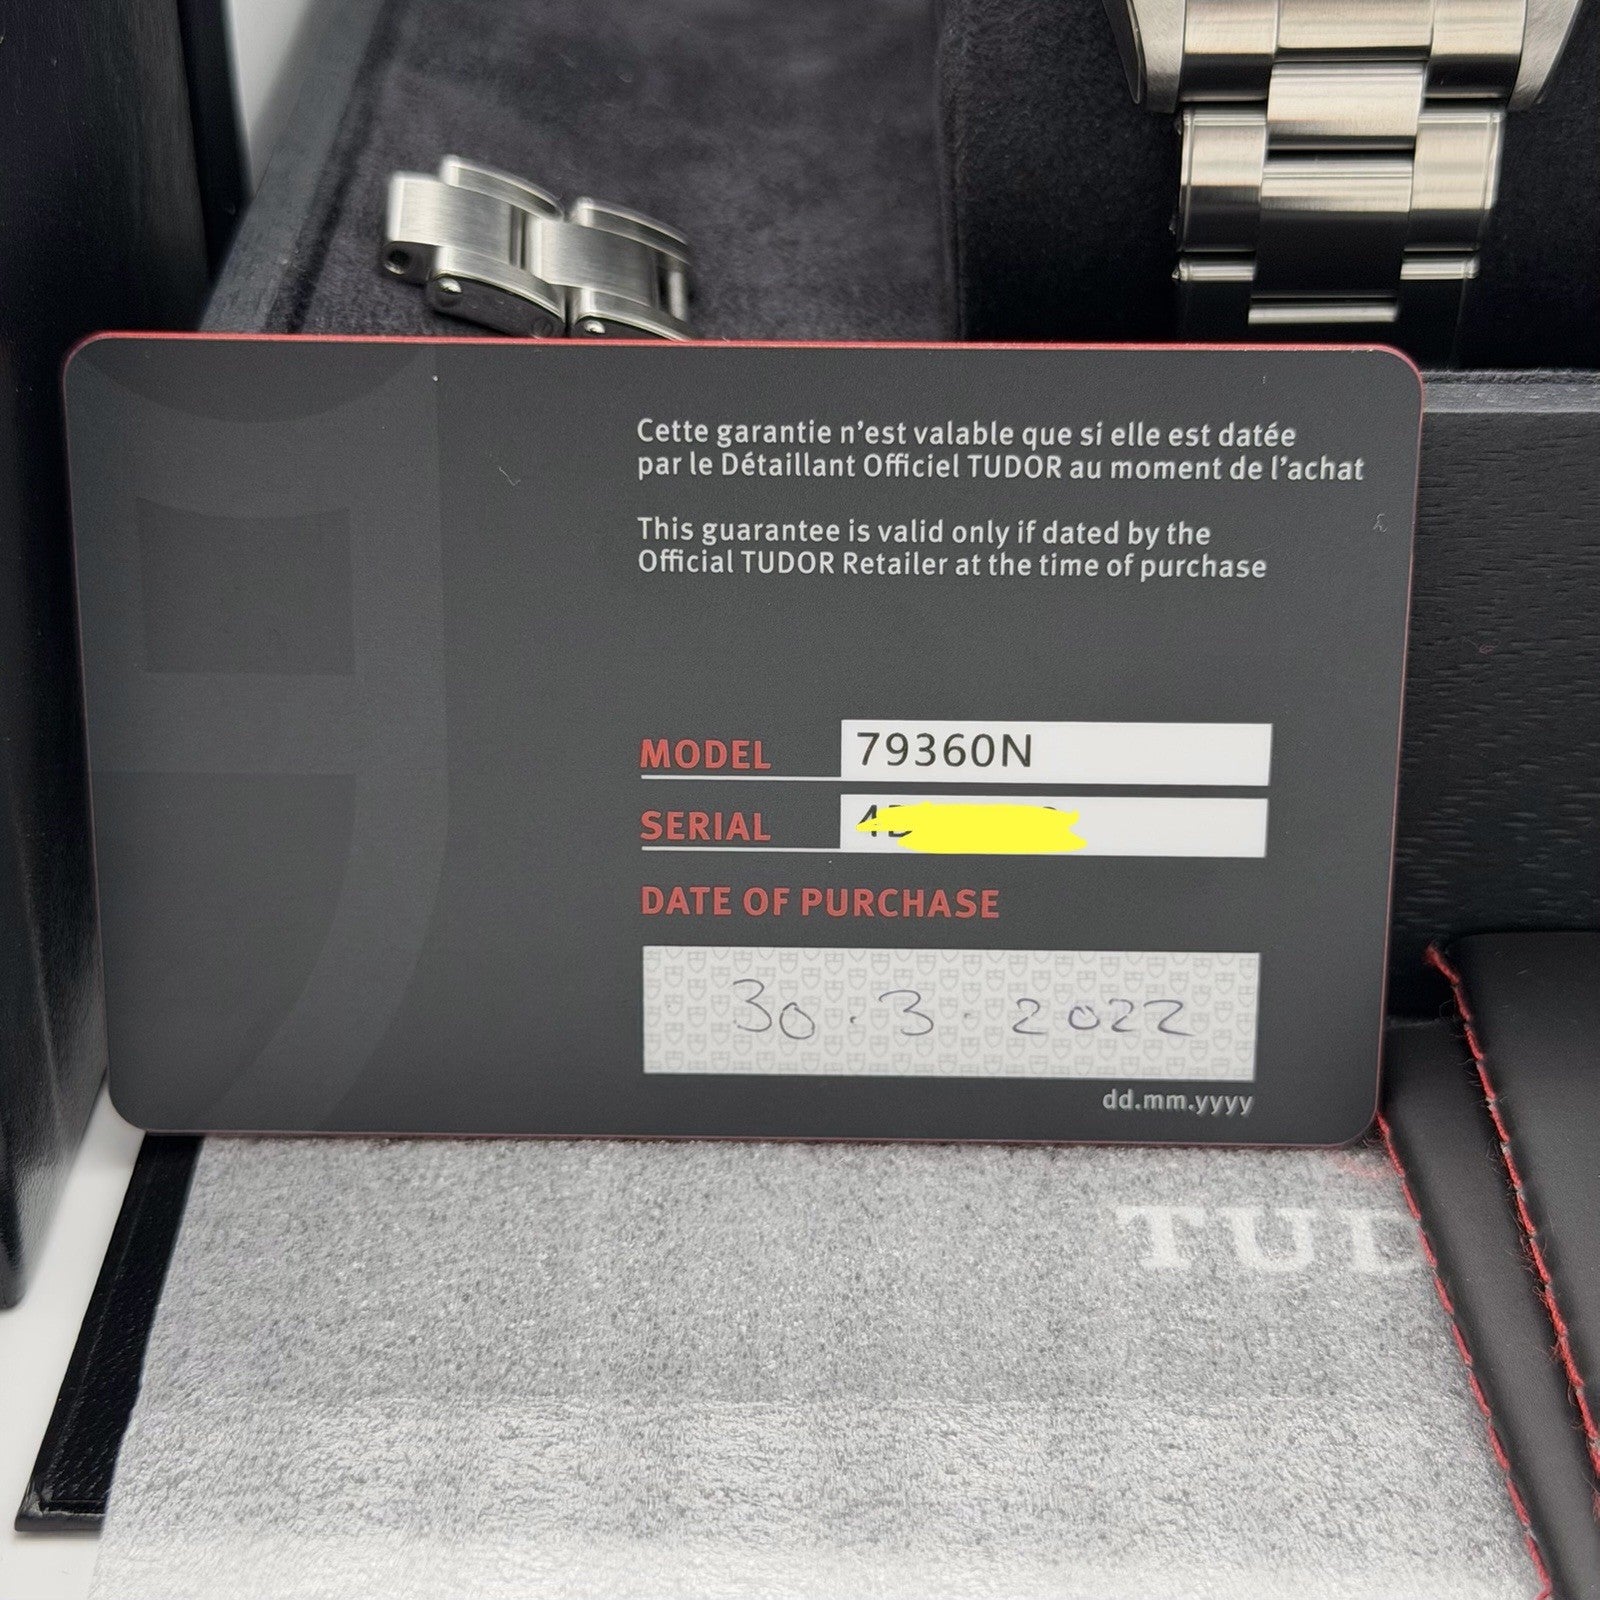 Cette garantie n'est valable que si elle est datée
par le Détaillant Officiel TUDOR au moment de l'achat
This guarantee is valid only if dated by the
Official TUDOR Retailer at the time of purchase
MODEL 79360N
SERIAL
DATE OF PURCHASE
30.3.2022
dd.mm.yyyy
TUD